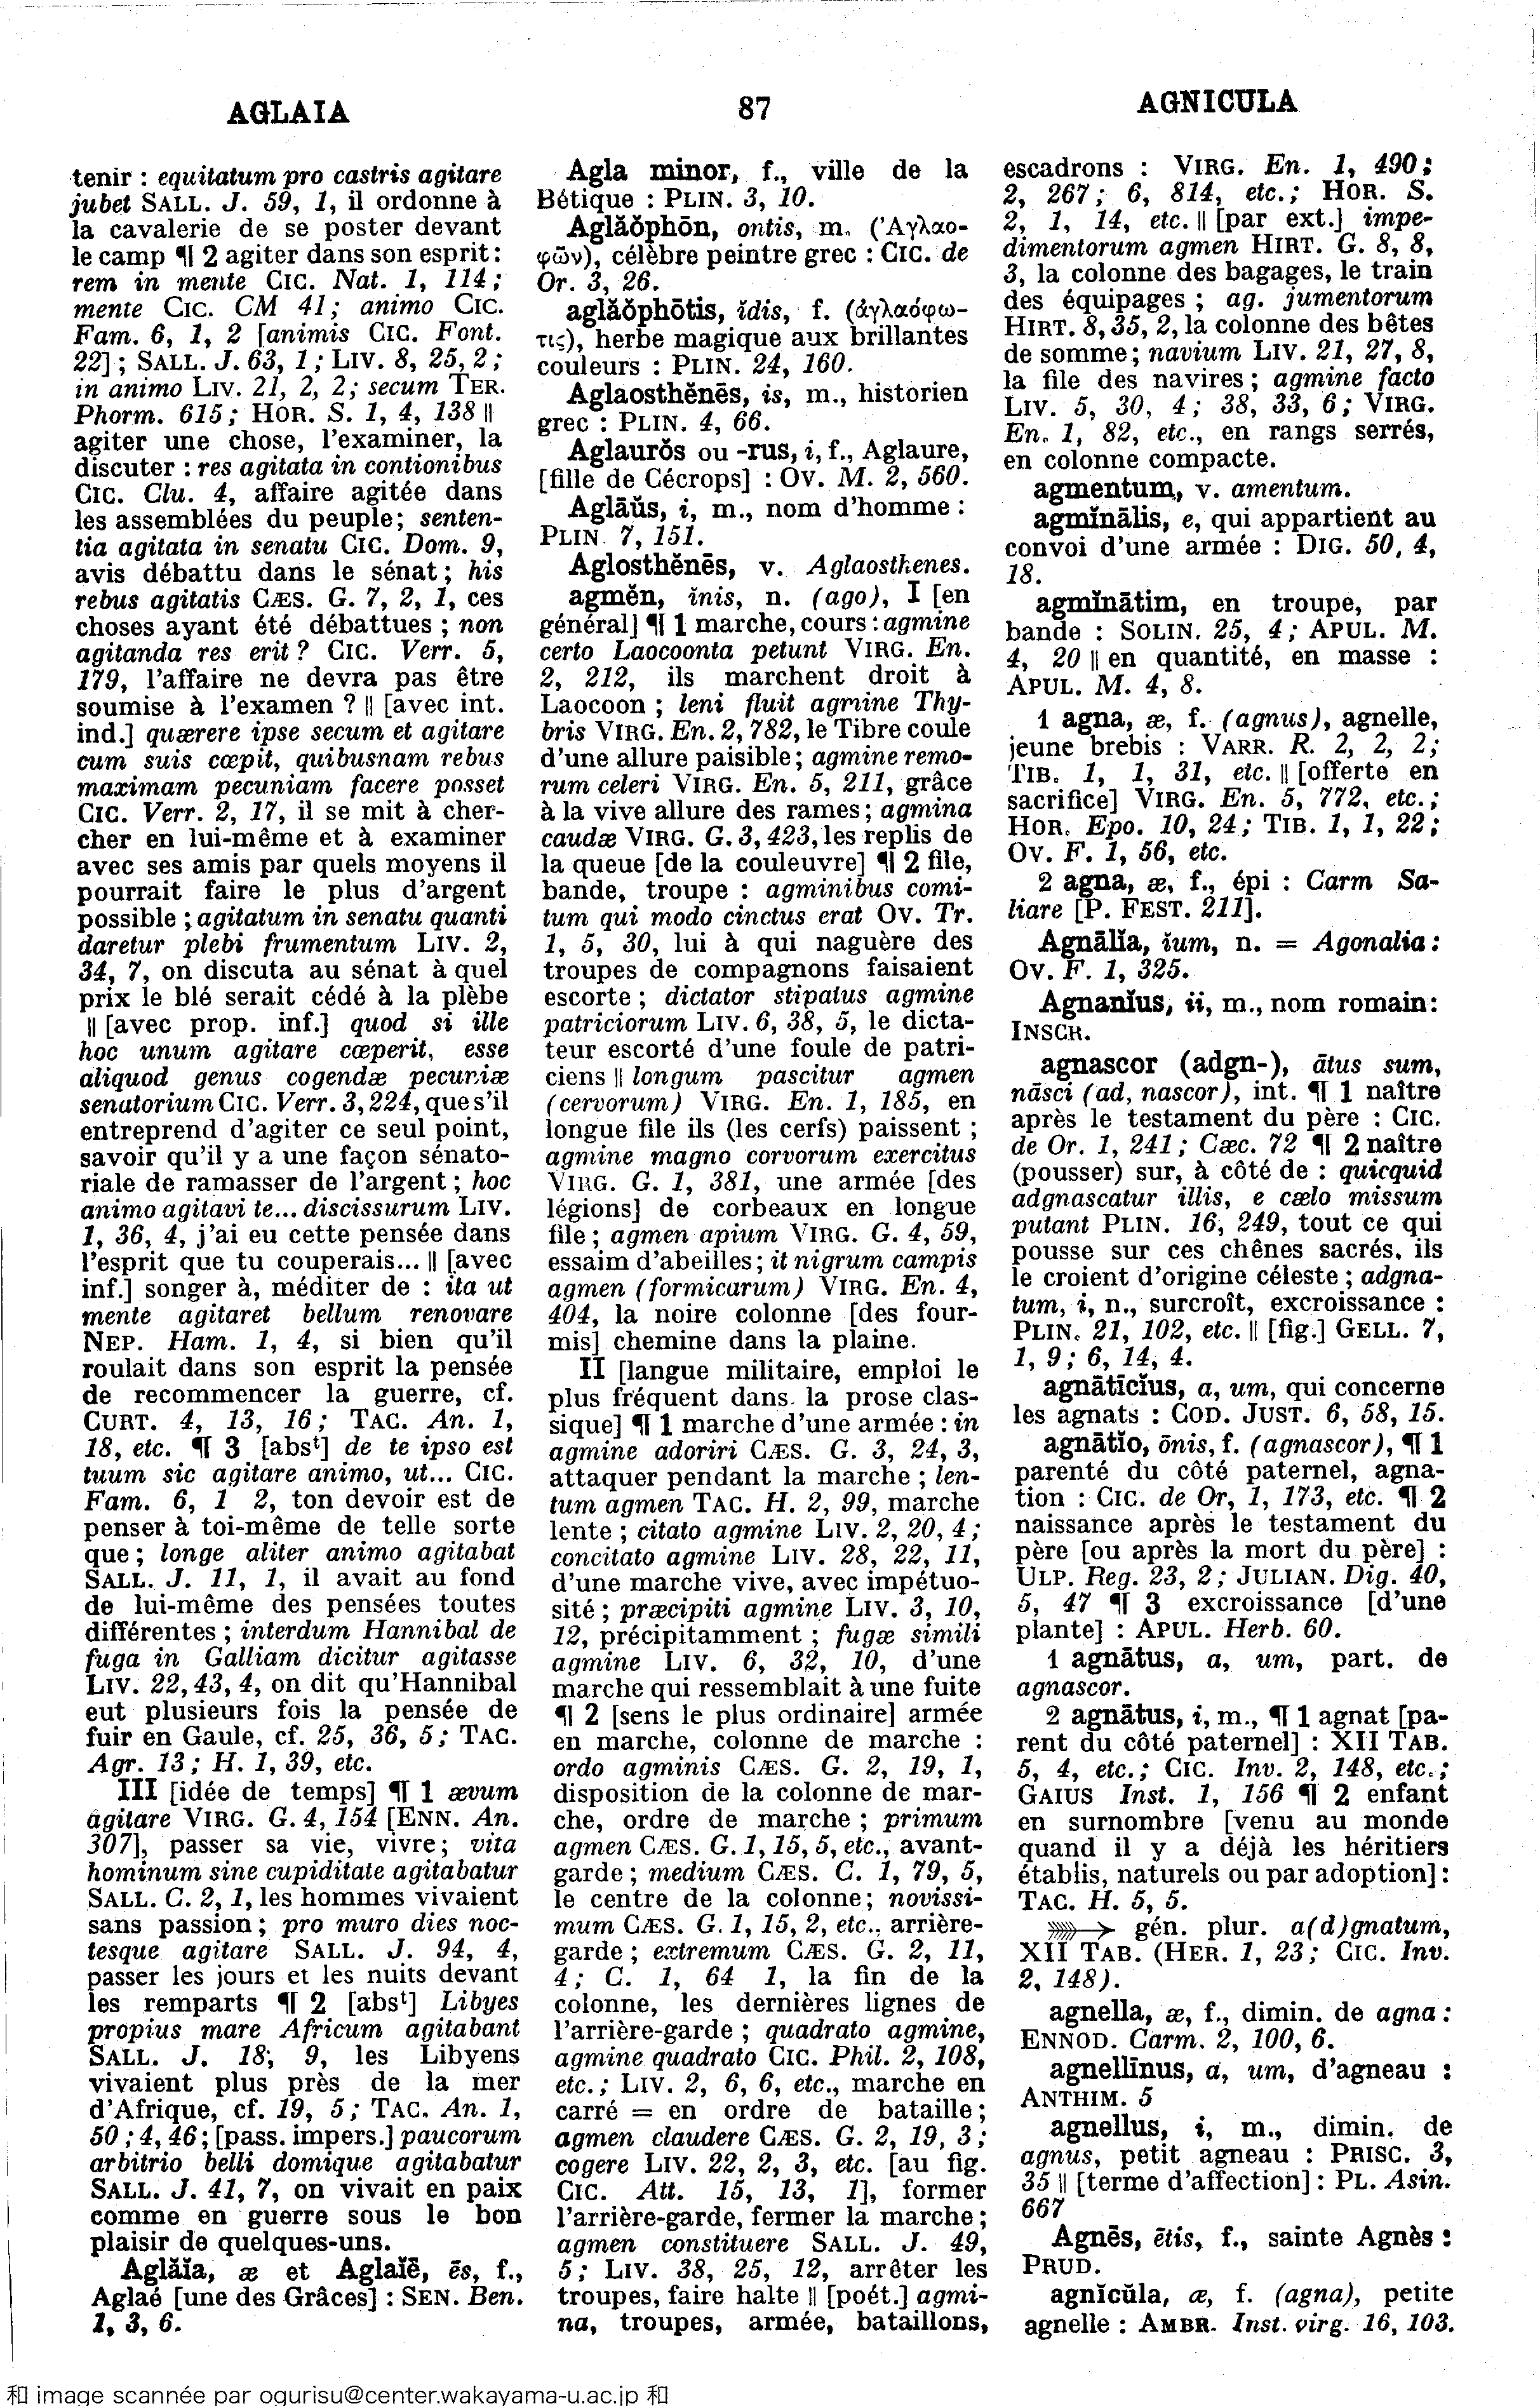 AGLAIA
87
AGNICULA
tenir : equitatum pro castris agitare
jubet SALL. J. 59, 1, il ordonne à
la cavalerie de se poster devant
le camp ¶ 2 agiter dans son esprit :
rem in mente CIC. Nat. 1, 114 ;
mente CIC. CM 41 ; animo CIC.
Fam. 6, 1, 2 [animis CIC. Font.
22] ; SALL. J. 63, 1 ; LIV. 8, 25, 2 ;
in animo LIV. 21, 2, 2 ; secum TER.
Phorm. 615 ; HOR. S. 1, 4, 138 ||
agiter une chose, l'examiner, la
discuter : res agitata in contionibus
CIC. Clu. 4, affaire agitée dans
les assemblées du peuple ; senten-
tia agitata in senatu CIC. Dom. 9,
avis débattu dans le sénat ; his
rebus agitatis CÆS. G. 7, 2, 1, ces
choses ayant été débattues ; non
agitanda res erit ? CIC. Verr. 5,
179, l'affaire ne devra pas être
soumise à l'examen ? || [avec int.
ind.] quærere ipse secum et agitare
cum suis cœpit, quibusnam rebus
maximam pecuniam facere posset
CIC. Verr. 2, 17, il se mit à cher-
cher en lui-même et à examiner
avec ses amis par quels moyens il
pourrait faire le plus d'argent
possible ; agitatum in senatu quanti
daretur plebi frumentum LIV. 2,
34, 7, on discuta au sénat à quel
prix le blé serait cédé à la plèbe
|| [avec prop. inf.] quod si ille
hoc unum agitare cœperit, esse
aliquod genus cogendæ pecuniæ
senatorium CIC. Verr. 3, 224, que s'il
entreprend d'agiter ce seul point,
savoir qu'il y a une façon sénato-
riale de ramasser de l'argent ; hoc
animo agitavi te... discissurum LIV.
1, 36, 4, j'ai eu cette pensée dans
l'esprit que tu couperais... || [avec
inf.] songer à, méditer de : ita ut
mente agitaret bellum renovare
NEP. Ham. 1, 4, si bien qu'il
roulait dans son esprit la pensée
de recommencer la guerre, cf.
CURT. 4, 13, 16 ; TAC. An. 1,
18, etc. ¶ 3 [absᵗ] de te ipso est
tuum sic agitare animo, ut... CIC.
Fam. 6, 1 2, ton devoir est de
penser à toi-même de telle sorte
que ; longe aliter animo agitabat
SALL. J. 11, 1, il avait au fond
de lui-même des pensées toutes
différentes ; interdum Hannibal de
fuga in Galliam dicitur agitasse
LIV. 22, 43, 4, on dit qu'Hannibal
eut plusieurs fois la pensée de
fuir en Gaule, cf. 25, 36, 5 ; TAC.
Agr. 13 ; H. 1, 39, etc.
III [idée de temps] ¶ 1 ævum
agitare VIRG. G. 4, 154 [ENN. An.
307], passer sa vie, vivre ; vita
hominum sine cupiditate agitabatur
SALL. C. 2, 1, les hommes vivaient
sans passion ; pro muro dies noc-
tesque agitare SALL. J. 94, 4,
passer les jours et les nuits devant
les remparts ¶ 2 [absᵗ] Libyes
propius mare Africum agitabant
SALL. J. 18, 9, les Libyens
vivaient plus près de la mer
d'Afrique, cf. 19, 5 ; TAC. An. 1,
50 ; 4, 46 ; [pass. impers.] paucorum
arbitrio belli domique agitabatur
SALL. J. 41, 7, on vivait en paix
comme en guerre sous le bon
plaisir de quelques-uns.
Aglăĭa, æ et Aglaĭē, ēs, f.,
Aglaé [une des Grâces] : SEN. Ben.
1, 3, 6.
Agla minor, f., ville de la
Bétique : PLIN. 3, 10.
Aglăŏphōn, ontis, m. (Ἀγλαο-
φῶν), célèbre peintre grec : CIC. de
Or. 3, 26.
aglăŏphōtis, ĭdis, f. (ἀγλαόφω-
τις), herbe magique aux brillantes
couleurs : PLIN. 24, 160.
Aglaosthĕnēs, is, m., historien
grec : PLIN. 4, 66.
Aglaurŏs ou -rus, i, f., Aglaure,
[fille de Cécrops] : OV. M. 2, 560.
Aglāŭs, i, m., nom d'homme :
PLIN. 7, 151.
Aglosthĕnēs, v. Aglaosthenes.
agmĕn, ĭnis, n. (ago), I [en
général] ¶ 1 marche, cours : agmine
certo Laocoonta petunt VIRG. En.
2, 212, ils marchent droit à
Laocoon ; leni fluit agmine Thy-
bris VIRG. En. 2, 782, le Tibre coule
d'une allure paisible ; agmine remo-
rum celeri VIRG. En. 5, 211, grâce
à la vive allure des rames ; agmina
caudæ VIRG. G. 3, 423, les replis de
la queue [de la couleuvre] ¶ 2 file,
bande, troupe : agminibus comi-
tum qui modo cinctus erat OV. Tr.
1, 5, 30, lui à qui naguère des
troupes de compagnons faisaient
escorte ; dictator stipatus agmine
patriciorum LIV. 6, 38, 5, le dicta-
teur escorté d'une foule de patri-
ciens || longum pascitur agmen
(cervorum) VIRG. En. 1, 185, en
longue file ils (les cerfs) paissent ;
agmine magno corvorum exercitus
VIRG. G. 1, 381, une armée [des
légions] de corbeaux en longue
file ; agmen apium VIRG. G. 4, 59,
essaim d'abeilles ; it nigrum campis
agmen (formicarum) VIRG. En. 4,
404, la noire colonne [des four-
mis] chemine dans la plaine.
II [langue militaire, emploi le
plus fréquent dans la prose clas-
sique] ¶ 1 marche d'une armée : in
agmine adoriri CÆS. G. 3, 24, 3,
attaquer pendant la marche ; len-
tum agmen TAC. H. 2, 99, marche
lente ; citato agmine LIV. 2, 20, 4 ;
concitato agmine LIV. 28, 22, 11,
d'une marche vive, avec impétuo-
sité ; præcipiti agmine LIV. 3, 10,
12, précipitamment ; fugæ simili
agmine LIV. 6, 32, 10, d'une
marche qui ressemblait à une fuite
¶ 2 [sens le plus ordinaire] armée
en marche, colonne de marche :
ordo agminis CÆS. G. 2, 19, 1,
disposition de la colonne de mar-
che, ordre de marche ; primum
agmen CÆS. G. 1, 15, 5, etc., avant-
garde ; medium CÆS. C. 1, 79, 5,
le centre de la colonne ; novissi-
mum CÆS. G. 1, 15, 2, etc., arrière-
garde ; extremum CÆS. G. 2, 11,
4 ; C. 1, 64 1, la fin de la
colonne, les dernières lignes de
l'arrière-garde ; quadrato agmine,
agmine quadrato CIC. Phil. 2, 108,
etc. ; LIV. 2, 6, 6, etc., marche en
carré = en ordre de bataille ;
agmen claudere CÆS. G. 2, 19, 3 ;
cogere LIV. 22, 2, 3, etc. [au fig.
CIC. Att. 15, 13, 1], former
l'arrière-garde, fermer la marche ;
agmen constituere SALL. J. 49,
5 ; LIV. 38, 25, 12, arrêter les
troupes, faire halte || [poét.] agmi-
na, troupes, armée, bataillons,
escadrons : VIRG. En. 1, 490 ;
2, 267 ; 6, 814, etc. ; HOR. S.
2, 1, 14, etc. || [par ext.] impe-
dimentorum agmen HIRT. G. 8, 8,
3, la colonne des bagages, le train
des équipages ; ag. jumentorum
HIRT. 8, 35, 2, la colonne des bêtes
de somme ; navium LIV. 21, 27, 8,
la file des navires ; agmine facto
LIV. 5, 30, 4 ; 38, 33, 6 ; VIRG.
En. 1, 82, etc., en rangs serrés,
en colonne compacte.
agmentum, v. amentum.
agmĭnālis, e, qui appartient au
convoi d'une armée : DIG. 50, 4,
18.
agmĭnātim, en troupe, par
bande : SOLIN. 25, 4 ; APUL. M.
4, 20 || en quantité, en masse :
APUL. M. 4, 8.
1 agna, æ, f. (agnus), agnelle,
jeune brebis : VARR. R. 2, 2, 2 ;
TIB. 1, 1, 31, etc. || [offerte en
sacrifice] VIRG. En. 5, 772, etc. ;
HOR. Epo. 10, 24 ; TIB. 1, 1, 22 ;
OV. F. 1, 56, etc.
2 agna, æ, f., épi : Carm Sa-
liare [P. FEST. 211].
Agnālĭa, ĭum, n. = Agonalia :
OV. F. 1, 325.
Agnanĭus, ii, m., nom romain :
INSCR.
agnascor (adgn-), ātus sum,
nāsci (ad, nascor), int. ¶ 1 naître
après le testament du père : CIC.
de Or. 1, 241 ; Cæc. 72 ¶ 2 naître
(pousser) sur, à côté de : quicquid
adgnascatur illis, e cælo missum
putant PLIN. 16, 249, tout ce qui
pousse sur ces chênes sacrés, ils
le croient d'origine céleste ; adgna-
tum, i, n., surcroît, excroissance :
PLIN. 21, 102, etc. || [fig.] GELL. 7,
1, 9 ; 6, 14, 4.
agnātīcĭus, a, um, qui concerne
les agnats : COD. JUST. 6, 58, 15.
agnātĭo, ōnis, f. (agnascor), ¶ 1
parenté du côté paternel, agna-
tion : CIC. de Or, 1, 173, etc. ¶ 2
naissance après le testament du
père [ou après la mort du père] :
ULP. Reg. 23, 2 ; JULIAN. Dig. 40,
5, 47 ¶ 3 excroissance [d'une
plante] : APUL. Herb. 60.
1 agnātus, a, um, part. de
agnascor.
2 agnātus, i, m., ¶ 1 agnat [pa-
rent du côté paternel] : XII TAB.
5, 4, etc. ; CIC. Inv. 2, 148, etc. ;
GAIUS Inst. 1, 156 ¶ 2 enfant
en surnombre [venu au monde
quand il y a déjà les héritiers
établis, naturels ou par adoption] :
TAC. H. 5, 5.
gén. plur. a(d)gnatum,
XII TAB. (HER. 1, 23 ; CIC. Inv.
2, 148).
agnella, æ, f., dimin. de agna :
ENNOD. Carm. 2, 100, 6.
agnellīnus, a, um, d'agneau :
ANTHIM. 5
agnellus, i, m., dimin. de
agnus, petit agneau : PRISC. 3,
35 || [terme d'affection] : PL. Asin.
667
Agnēs, ētis, f., sainte Agnès :
PRUD.
agnĭcŭla, æ, f. (agna), petite
agnelle : AMBR. Inst. virg. 16, 103.
和 image scannée par ogurisu@center.wakayama-u.ac.jp 和